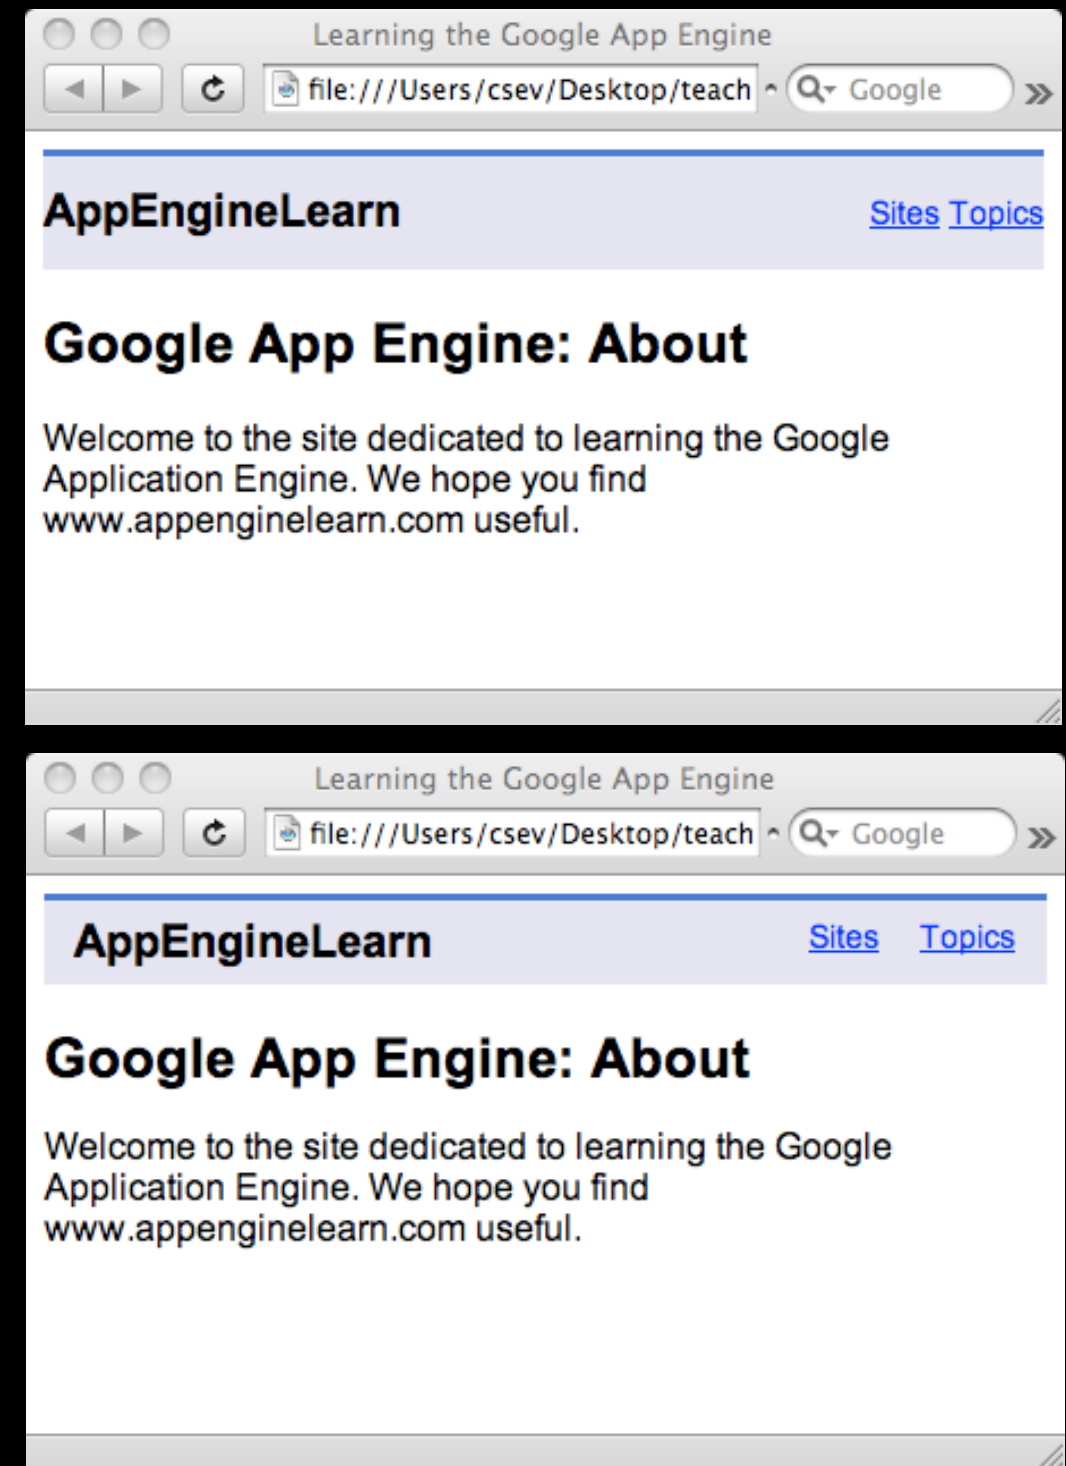 Learning the Google App Engine
file:///Users/csev/Desktop/teach Google
AppEngineLearn Sites Topics
Google App Engine: About
Welcome to the site dedicated to learning the Google
Application Engine. We hope you find
www.appenginelearn.com useful.
Learning the Google App Engine
file:///Users/csev/Desktop/teach Google
AppEngineLearn Sites Topics
Google App Engine: About
Welcome to the site dedicated to learning the Google
Application Engine. We hope you find
www.appenginelearn.com useful.